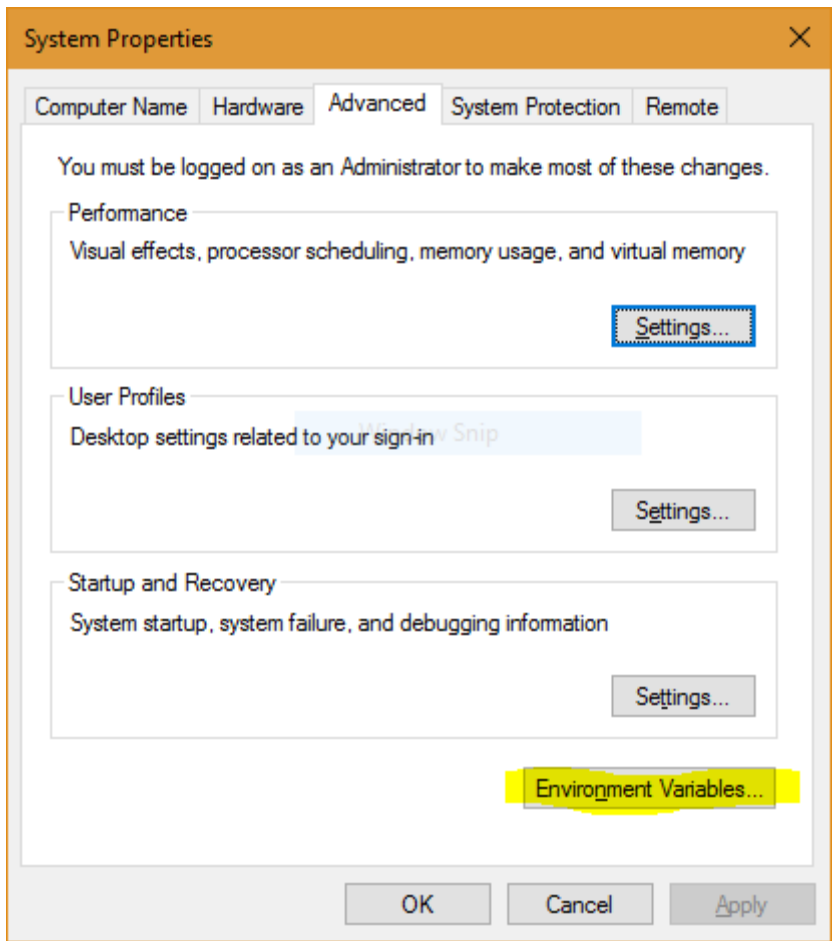 System Properties
Computer Name Hardware Advanced System Protection Remote
You must be logged on as an Administrator to make most of these changes.
Performance
Visual effects, processor scheduling, memory usage, and virtual memory
Settings...
User Profiles
Desktop settings related to your sign-in
Window Snip
Settings...
Startup and Recovery
System startup, system failure, and debugging information
Settings...
Environment Variables...
OK Cancel Apply